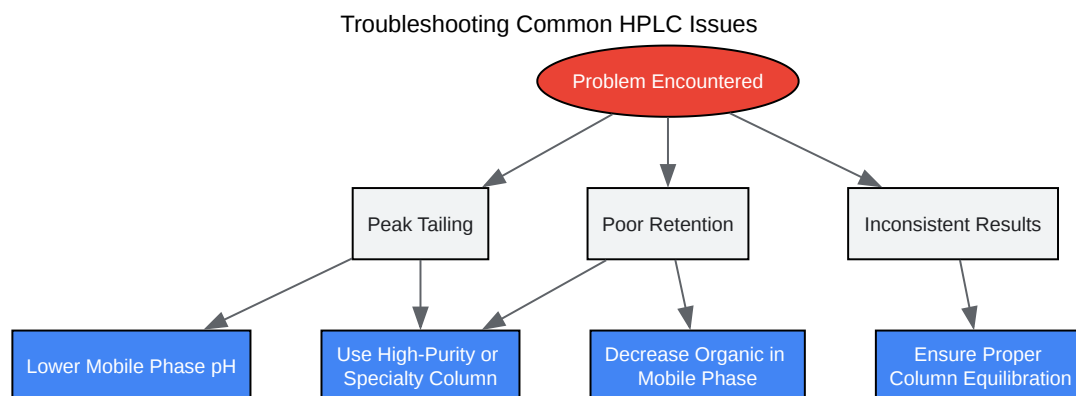 Troubleshooting Common HPLC Issues
Problem Encountered
Peak Tailing
Poor Retention
Inconsistent Results
Lower Mobile Phase pH
Use High-Purity or
Specialty Column
Decrease Organic in
Mobile Phase
Ensure Proper
Column Equilibration